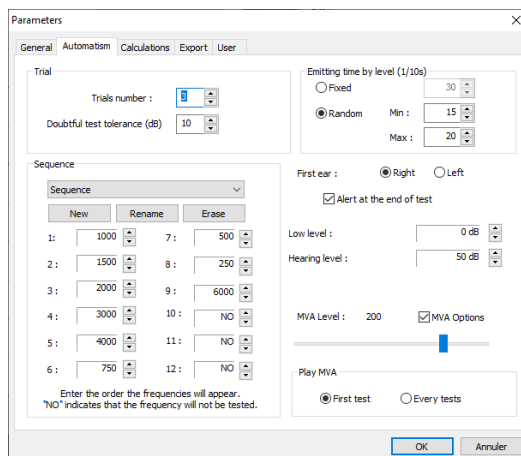 Parameters
General Automatism Calculations Export User
Trial
Trials number : 3
Doubtful test tolerance (dB) 10
Emitting time by level (1/10s)
Fixed 30
Random Min : 15
Max : 20
Sequence
Sequence
New Rename Erase
1: 1000 7 : 500
2 : 1500 8 : 250
3 : 2000 9 : 6000
4 : 3000 10 : NO
5 : 4000 11 : NO
6 : 750 12 : NO
Enter the order the frequencies will appear.
"NO" indicates that the frequency will not be tested.
First ear : Right Left
Alert at the end of test
Low level : 0 dB
Hearing level : 50 dB
MVA Level : 200 MVA Options
Play MVA
First test Every tests
OK Annuler